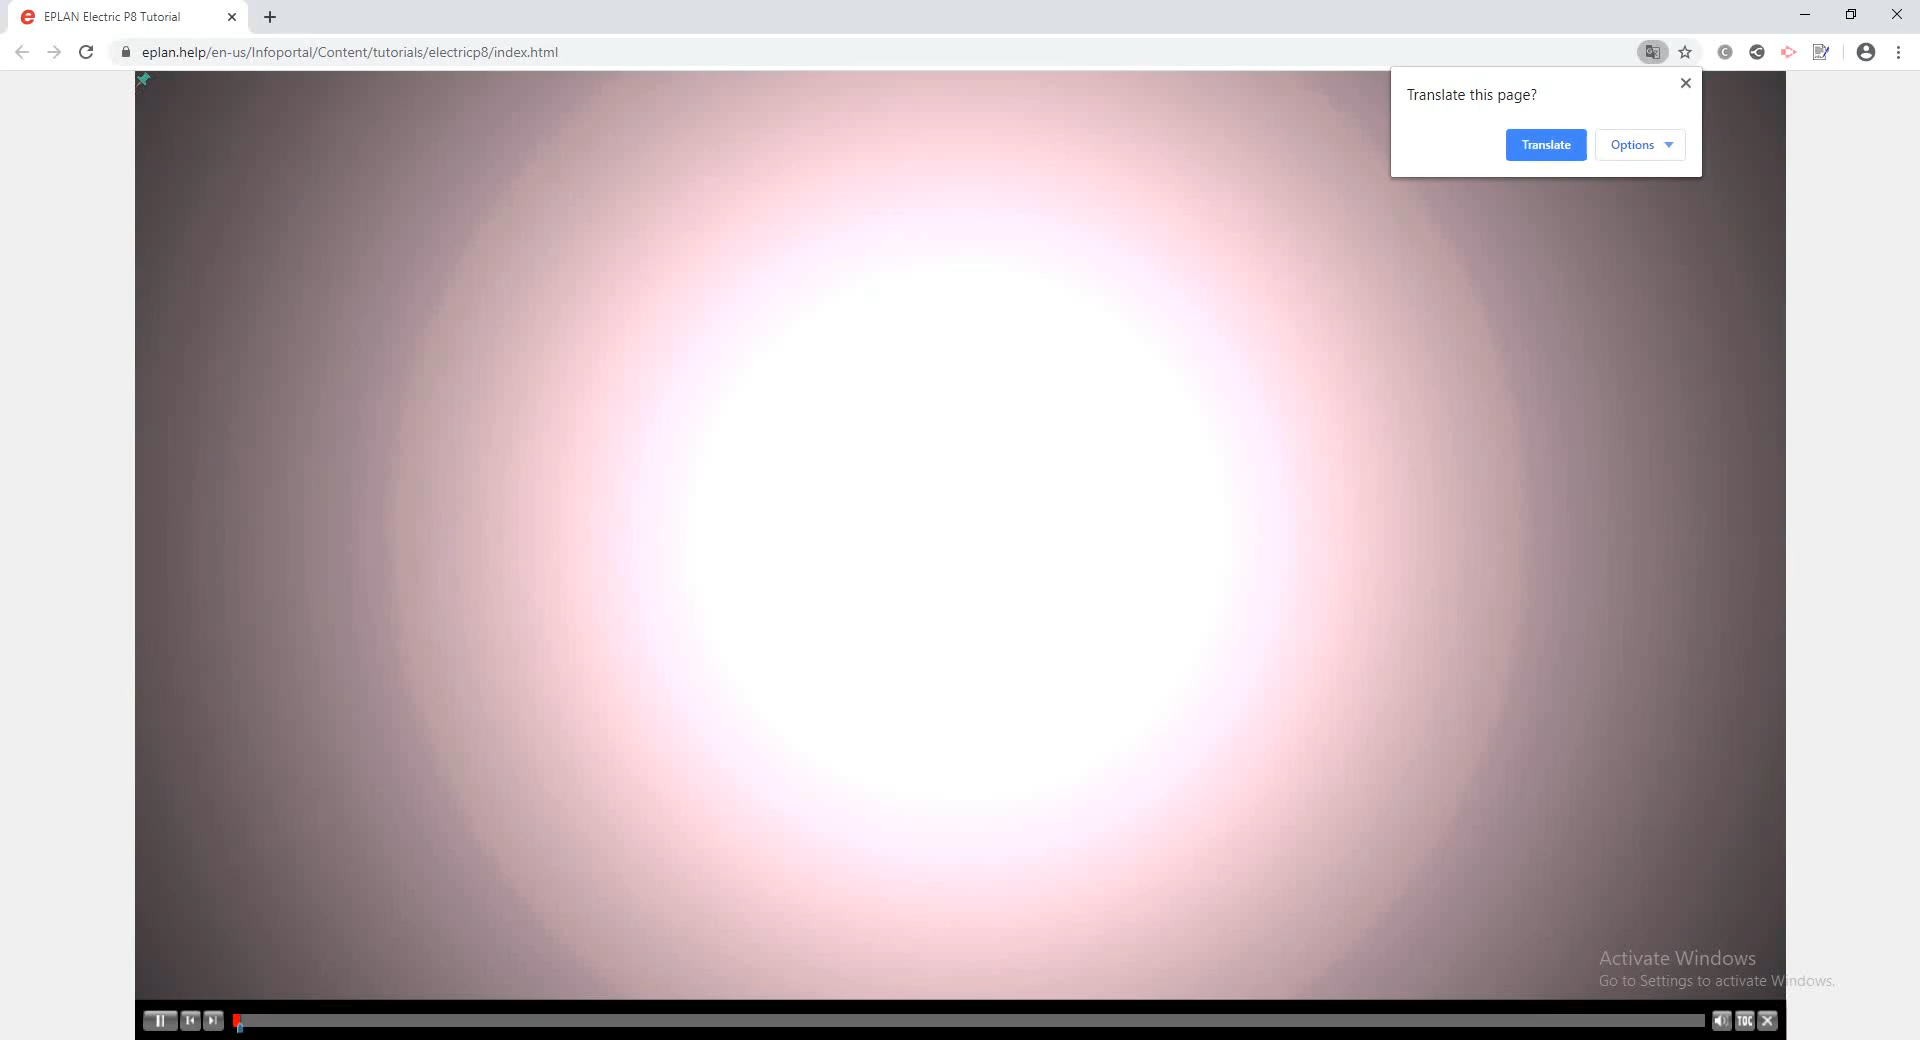 EPLAN Electric P8 Tutorial
eplan.help/en-us/Infoportal/Content/tutorials/electricp8/index.html
Translate this page?
Translate
Options
Activate Windows
Go to Settings to activate Windows.
TOC